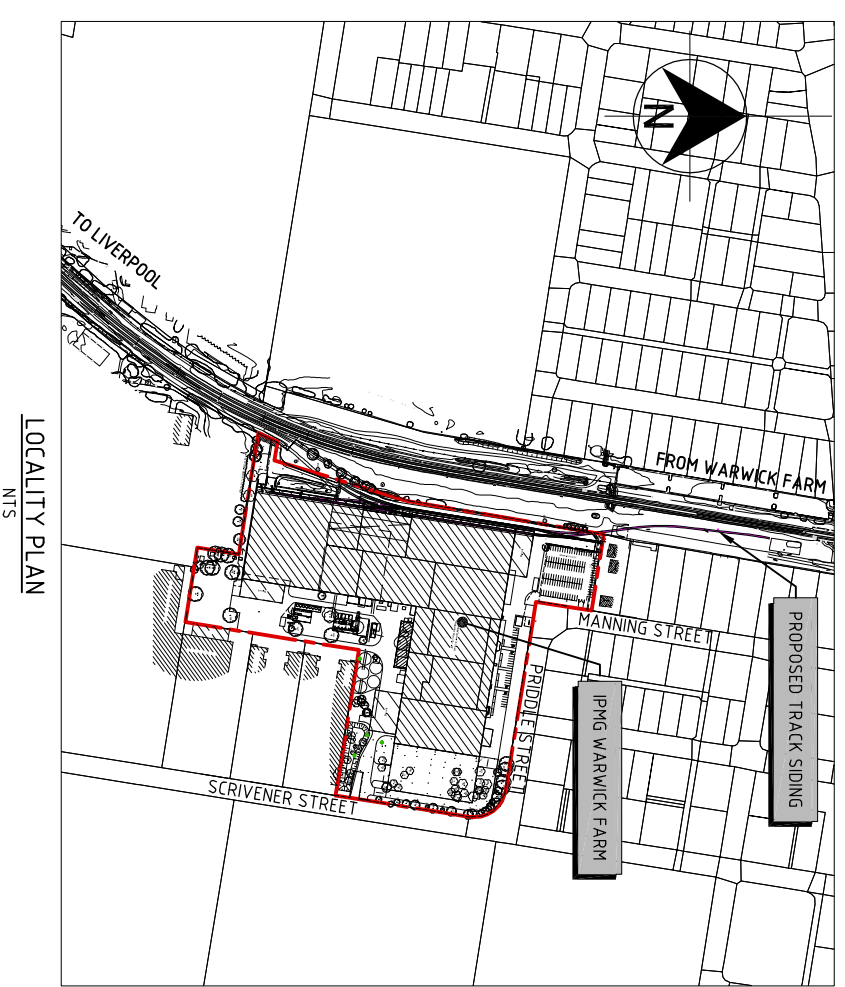 N
TO LIVERPOOL
FROM WARWICK FARM
PROPOSED TRACK SIDING
MANNING STREET
PRIDDLE STREET
IPMG WARWICK FARM
SCRIVENER STREET
LOCALITY PLAN
NTS